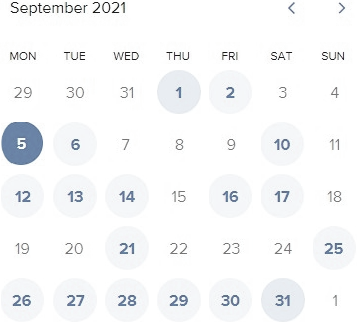 September 2021
MON TUE WED THU FRI SAT SUN
29 30 31 1 2 3 4
5 6 7 8 9 10 11
12 13 14 15 16 17 18
19 20 21 22 23 24 25
26 27 28 29 30 31 1